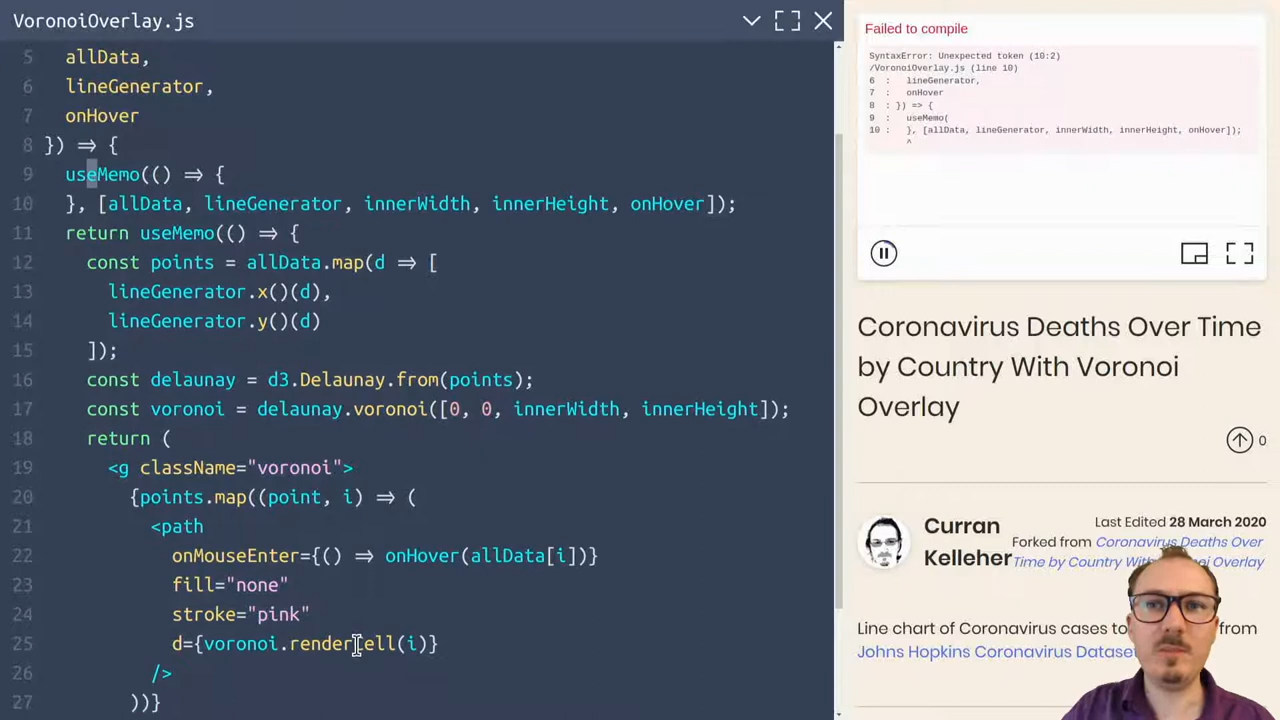 VoronoiOverlay.js
5 allData,
6 lineGenerator,
7 onHover
8 }) => {
9 useMemo(() => {
10 }, [allData, lineGenerator, innerWidth, innerHeight, onHover]);
11 return useMemo(() => {
12 const points = allData.map(d => [
13 lineGenerator.x()(d),
14 lineGenerator.y()(d)
15 ]);
16 const delaunay = d3.Delaunay.from(points);
17 const voronoi = delaunay.voronoi([0, 0, innerWidth, innerHeight]);
18 return (
19 <g className="voronoi">
20 {points.map((point, i) => (
21 <path
22 onMouseEnter={() => onHover(allData[i])}
23 fill="none"
24 stroke="pink"
25 d={voronoi.renderCell(i)}
26 />
27 ))}
Failed to compile
SyntaxError: Unexpected token (10:2)
/VoronoiOverlay.js (line 10)
6 : lineGenerator,
7 : onHover
8 : }) => {
9 : useMemo(
10 : }, [allData, lineGenerator, innerWidth, innerHeight, onHover]);
^
Coronavirus Deaths Over Time
by Country With Voronoi
Overlay
0
Curran
Kelleher
Last Edited 28 March 2020
Forked from Coronavirus Deaths Over
Time by Country With Voronoi Overlay
Line chart of Coronavirus cases to from
Johns Hopkins Coronavirus Dataset